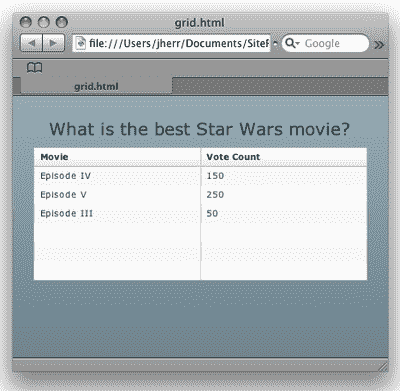 grid.html
file:///Users/jherr/Documents/SiteF
Google
grid.html
What is the best Star Wars movie?
Movie Vote Count
Episode IV 150
Episode V 250
Episode III 50